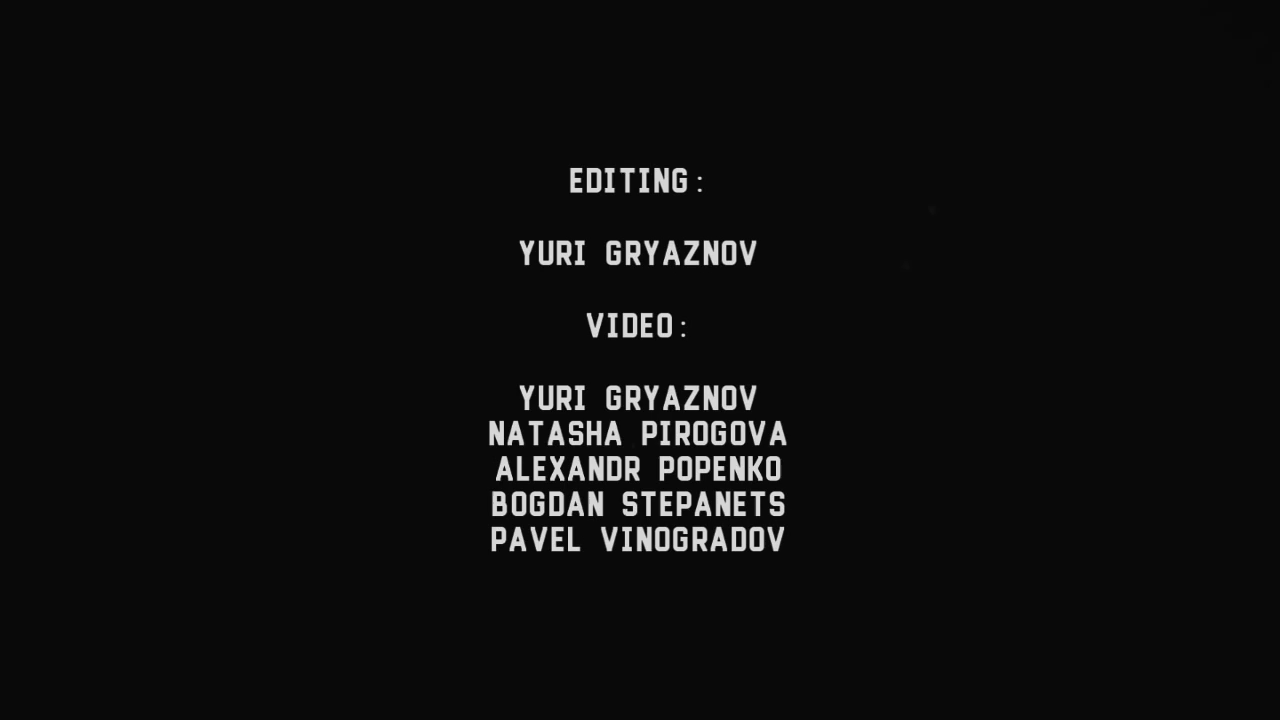 EDITING:
YURI GRYAZNOV
VIDEO:
YURI GRYAZNOV
NATASHA PIROGOVA
ALEXANDR POPENKO
BOGDAN STEPANETS
PAVEL VINOGRADOV